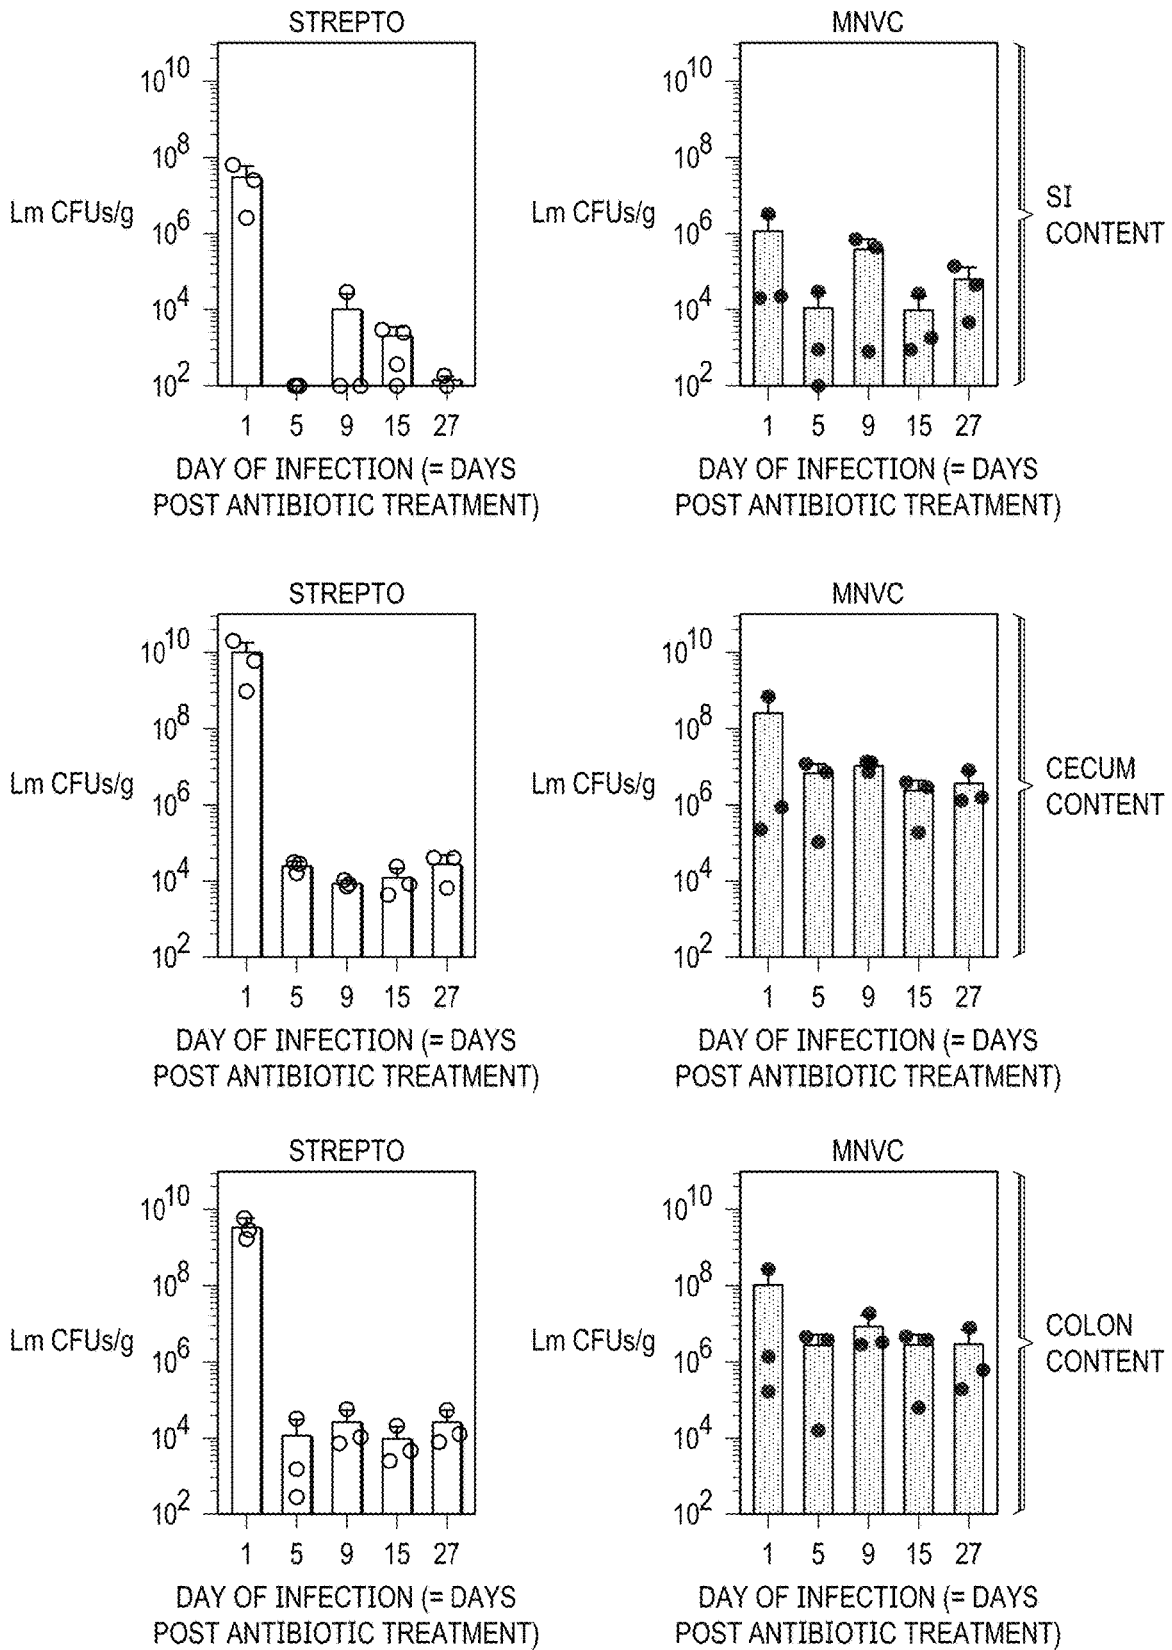 STREPTO
MNVC
10^10
10^8
10^6
10^4
10^2
Lm CFUs/g
1 5 9 15 27
DAY OF INFECTION (= DAYS
POST ANTIBIOTIC TREATMENT)
10^10
10^8
10^6
10^4
10^2
Lm CFUs/g
1 5 9 15 27
DAY OF INFECTION (= DAYS
POST ANTIBIOTIC TREATMENT)
SI
CONTENT
STREPTO
MNVC
10^10
10^8
10^6
10^4
10^2
Lm CFUs/g
1 5 9 15 27
DAY OF INFECTION (= DAYS
POST ANTIBIOTIC TREATMENT)
10^10
10^8
10^6
10^4
10^2
Lm CFUs/g
1 5 9 15 27
DAY OF INFECTION (= DAYS
POST ANTIBIOTIC TREATMENT)
CECUM
CONTENT
STREPTO
MNVC
10^10
10^8
10^6
10^4
10^2
Lm CFUs/g
1 5 9 15 27
DAY OF INFECTION (= DAYS
POST ANTIBIOTIC TREATMENT)
10^10
10^8
10^6
10^4
10^2
Lm CFUs/g
1 5 9 15 27
DAY OF INFECTION (= DAYS
POST ANTIBIOTIC TREATMENT)
COLON
CONTENT